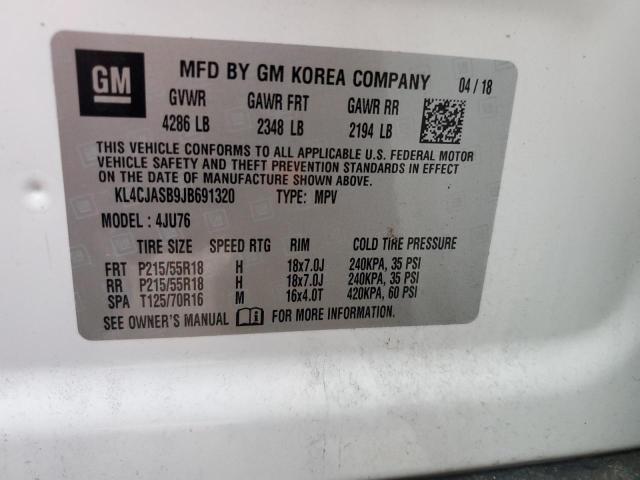 GM
MFD BY GM KOREA COMPANY 04 / 18
GVWR GAWR FRT GAWR RR
4286 LB 2348 LB 2194 LB
THIS VEHICLE CONFORMS TO ALL APPLICABLE U.S. FEDERAL MOTOR
VEHICLE SAFETY AND THEFT PREVENTION STANDARDS IN EFFECT
ON THE DATE OF MANUFACTURE SHOWN ABOVE.
KL4CJASB9JB691320 TYPE: MPV
MODEL : 4JU76
TIRE SIZE SPEED RTG RIM COLD TIRE PRESSURE
FRT P215/55R18 H 18x7.0J 240KPA, 35 PSI
RR P215/55R18 H 18x7.0J 240KPA, 35 PSI
SPA T125/70R16 M 16x4.0T 420KPA, 60 PSI
SEE OWNER'S MANUAL FOR MORE INFORMATION.